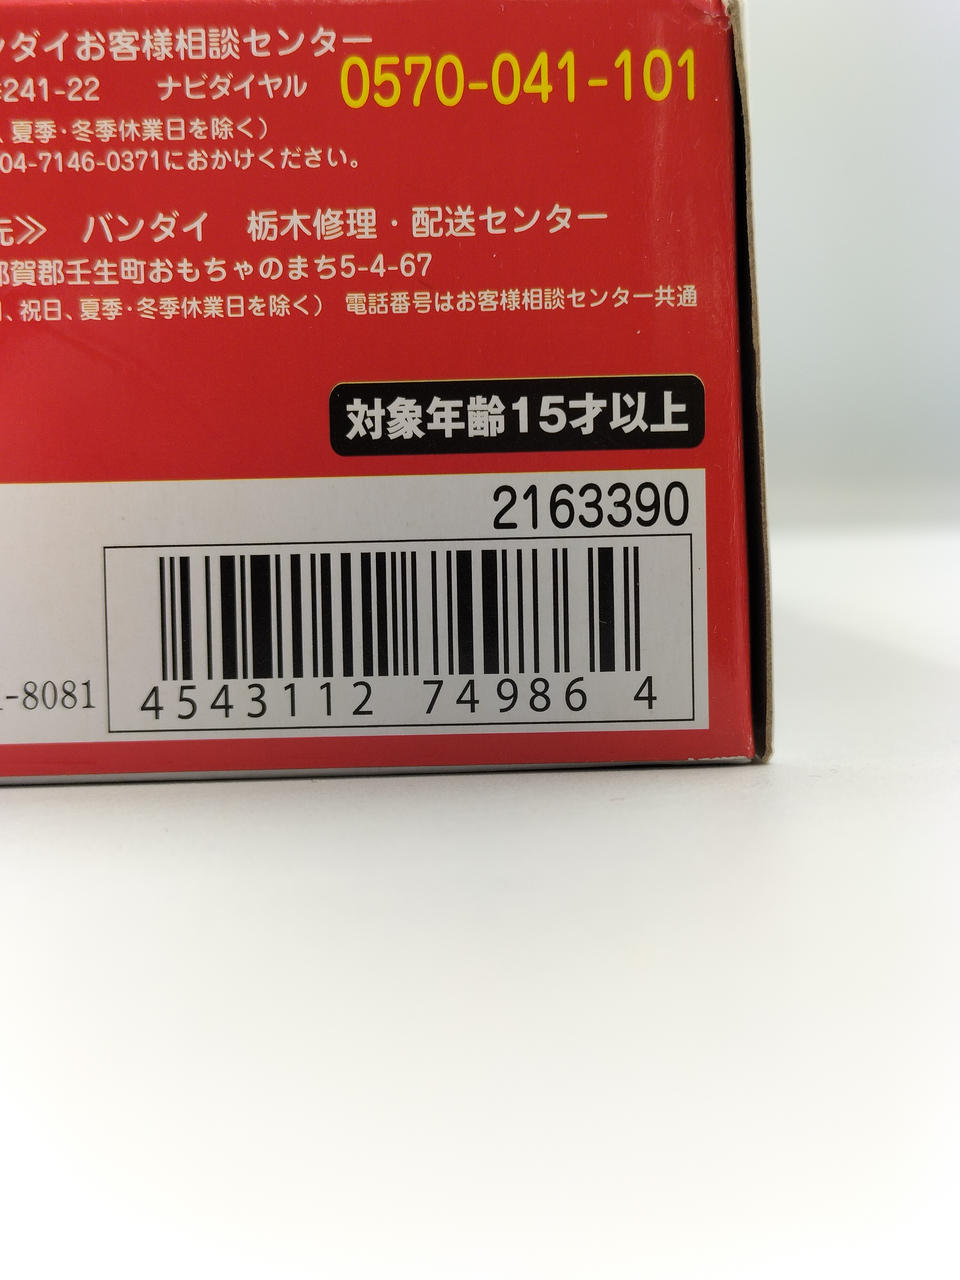 ンダイお客様相談センター
241-22 ナビダイヤル 0570-041-101
、夏季・冬季休業日を除く）
04-7146-0371におかけください。
先≫ バンダイ 栃木修理・配送センター
都賀郡壬生町おもちゃのまち5-4-67
、祝日、夏季・冬季休業日を除く） 電話番号はお客様相談センター共通
対象年齢15才以上
2163390
-8081
4543112 74986 4